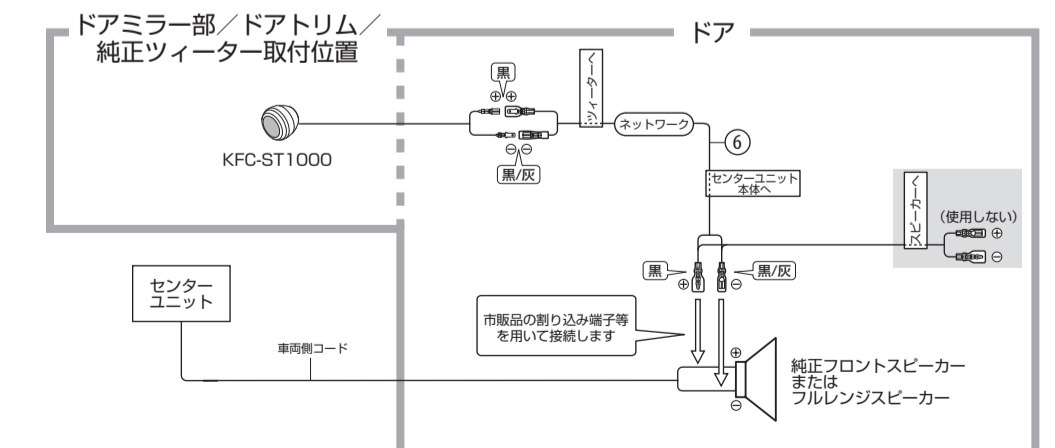 ドアミラー部／ドアトリム／
純正ツィーター取付位置
ドア
黒
⊕⊕
ツィーターへ
ネットワーク
⊖⊖
黒/灰
KFC-ST1000
6
センターユニット
本体へ
スピーカーへ
（使用しない）
⊕
⊖
黒
⊕
黒/灰
⊖
センター
ユニット
市販品の割り込み端子等
を用いて接続します
車両側コード
⊕
⊖
純正フロントスピーカー
または
フルレンジスピーカー